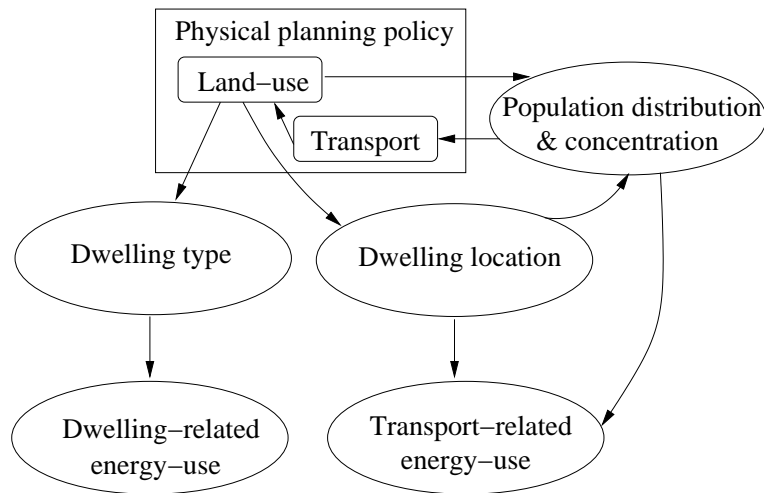 Physical planning policy
Land−use
Transport
Population distribution
& concentration
Dwelling type
Dwelling location
Dwelling−related
energy−use
Transport−related
energy−use